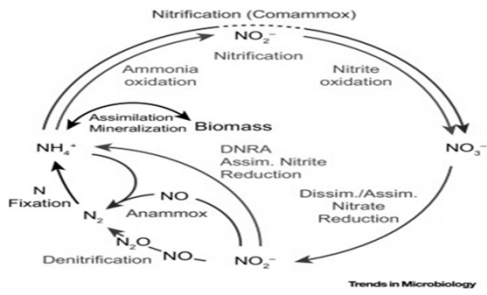 Nitrification (Comammox)
NO₂⁻
Nitrification
Ammonia
oxidation
Nitrite
oxidation
Assimilation
Mineralization
Biomass
NH₄⁺
NO₃⁻
DNRA
Assim. Nitrite
Reduction
Dissim./Assim.
Nitrate
Reduction
N
Fixation
NO
Anammox
N₂
N₂O
NO
NO₂⁻
Denitrification
Trends in Microbiology